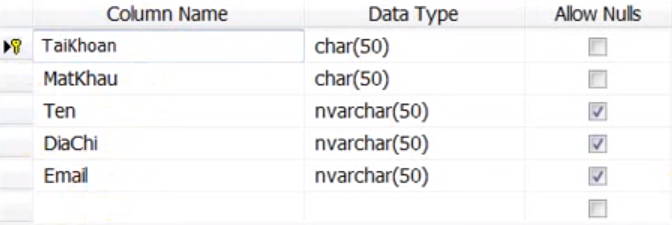 Column Name Data Type Allow Nulls
TaiKhoan char(50)
MatKhau char(50)
Ten nvarchar(50)
DiaChi nvarchar(50)
Email nvarchar(50)